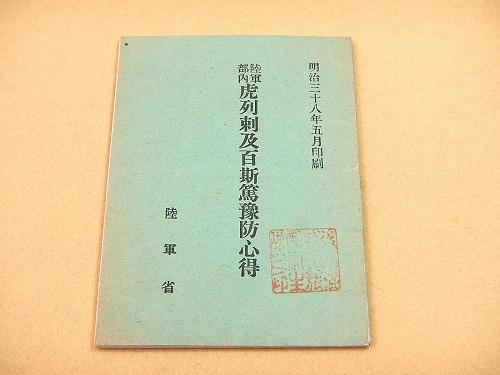 明治三十八年五月印刷
陸軍部内虎列剌及百斯篤豫防心得
陸軍省